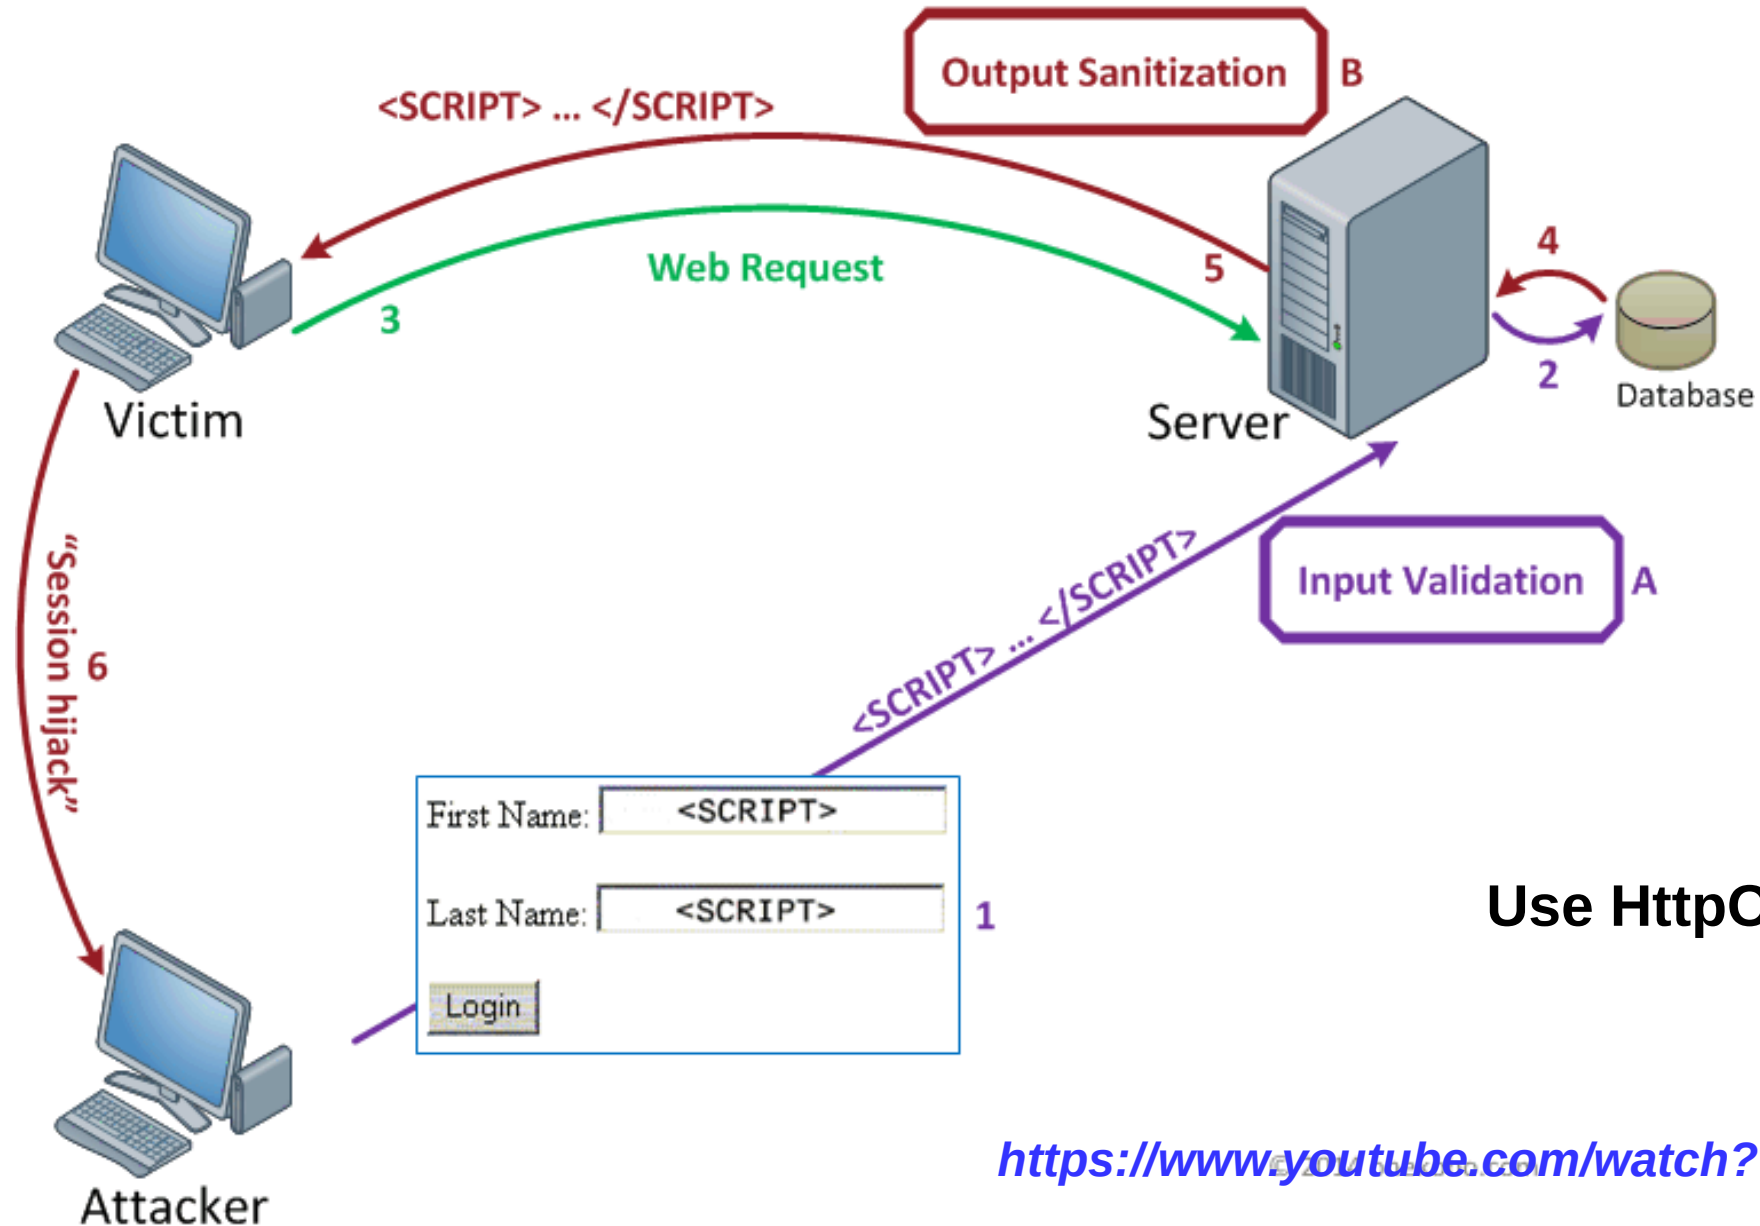 Output Sanitization B
<SCRIPT> ... </SCRIPT>
Web Request
3
5
4
2
Victim
Server
Database
<SCRIPT> ... </SCRIPT>
Input Validation A
“Session hijack”
6
First Name: <SCRIPT>
Last Name: <SCRIPT>
1
Login
Use
https://www.youtube.com/watch?
Attacker